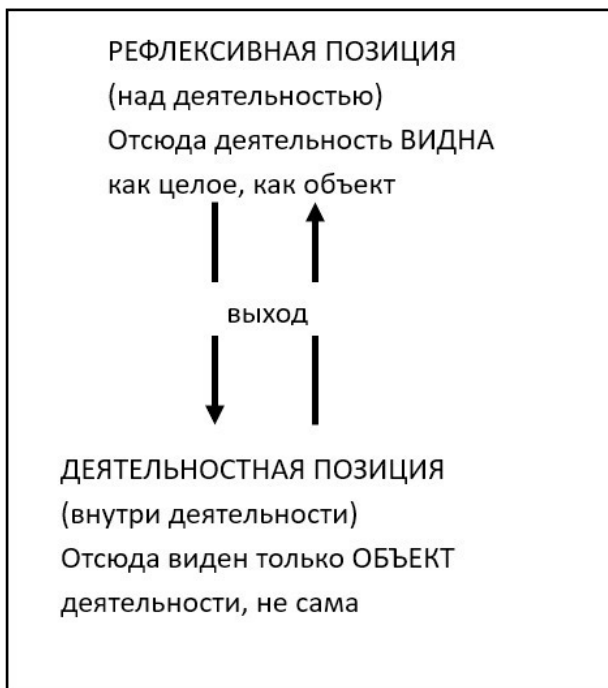 РЕФЛЕКСИВНАЯ ПОЗИЦИЯ
(над деятельностью)
Отсюда деятельность ВИДНА
как целое, как объект
выход
ДЕЯТЕЛЬНОСТНАЯ ПОЗИЦИЯ
(внутри деятельности)
Отсюда виден только ОБЪЕКТ
деятельности, не сама